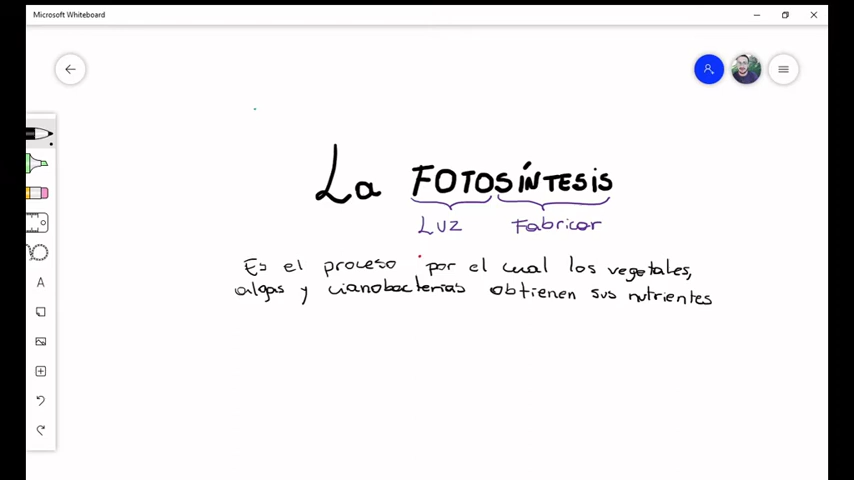 Microsoft Whiteboard
La FOTOSÍNTESIS
Luz Fabricar
Es el proceso por el cual los vegetales,
algas y cianobacterias obtienen sus nutrientes
A